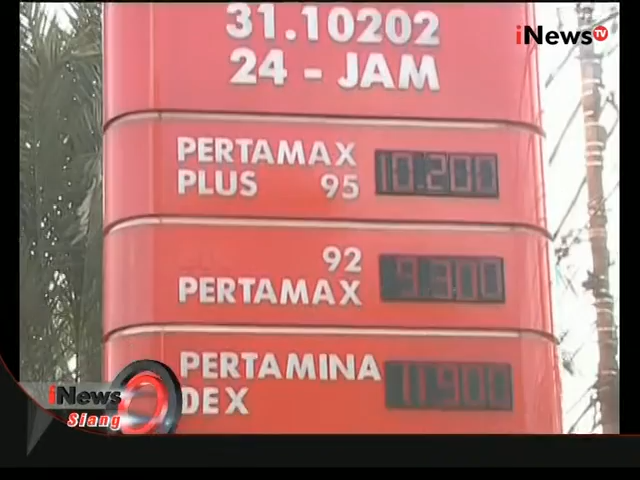 31.10202
24 - JAM
iNews TV
PERTAMAX
PLUS 95
10.200
92
PERTAMAX
9.300
PERTAMINA
DEX
11.900
iNews
Siang